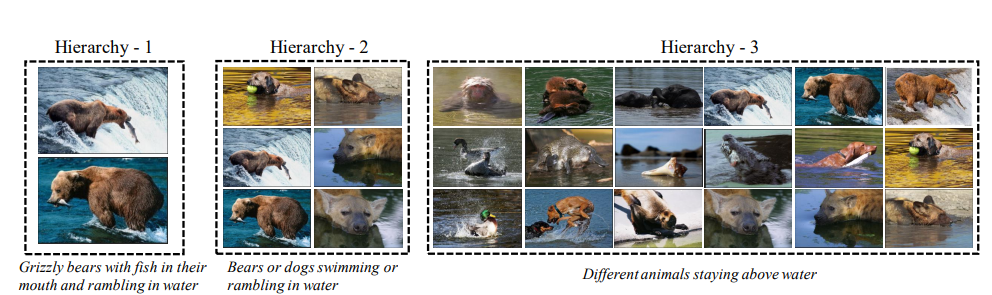 Hierarchy - 1
Hierarchy - 2
Hierarchy - 3
Grizzly bears with fish in their
mouth and rambling in water
Bears or dogs swimming or
rambling in water
Different animals staying above water